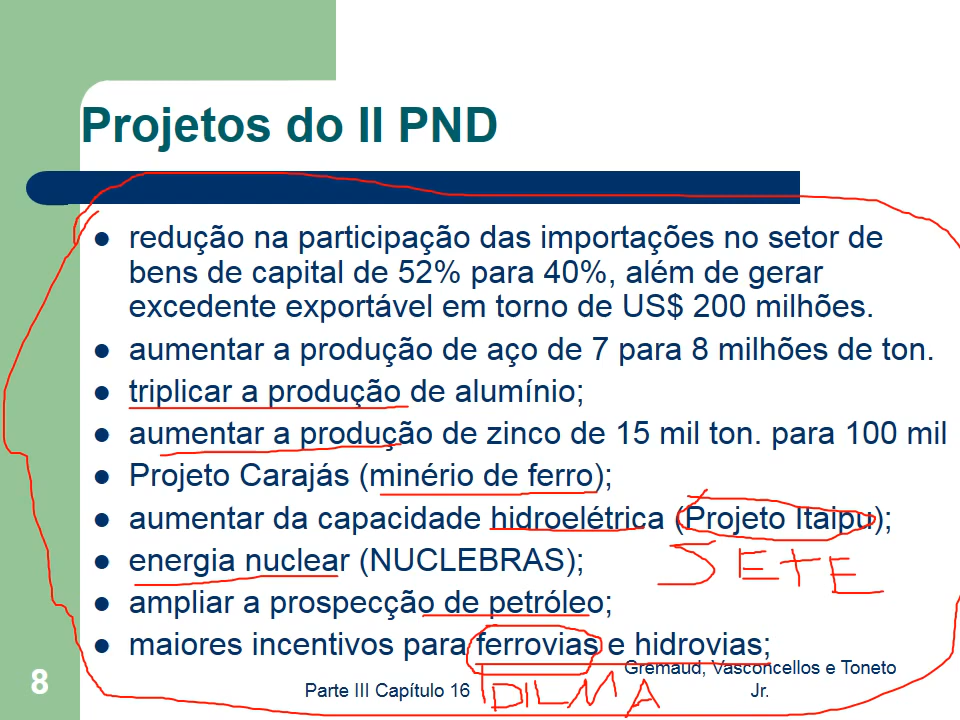 Projetos do II PND
redução na participação das importações no setor de
bens de capital de 52% para 40%, além de gerar
excedente exportável em torno de US$ 200 milhões.
aumentar a produção de aço de 7 para 8 milhões de ton.
triplicar a produção de alumínio;
aumentar a produção de zinco de 15 mil ton. para 100 mil
Projeto Carajás (minério de ferro);
aumentar da capacidade hidroelétrica (Projeto Itaipu);
energia nuclear (NUCLEBRAS);
SETE
ampliar a prospecção de petróleo;
maiores incentivos para ferrovias e hidrovias;
DILMA
8
Parte III Capítulo 16
Gremaud, Vasconcellos e Toneto
Jr.